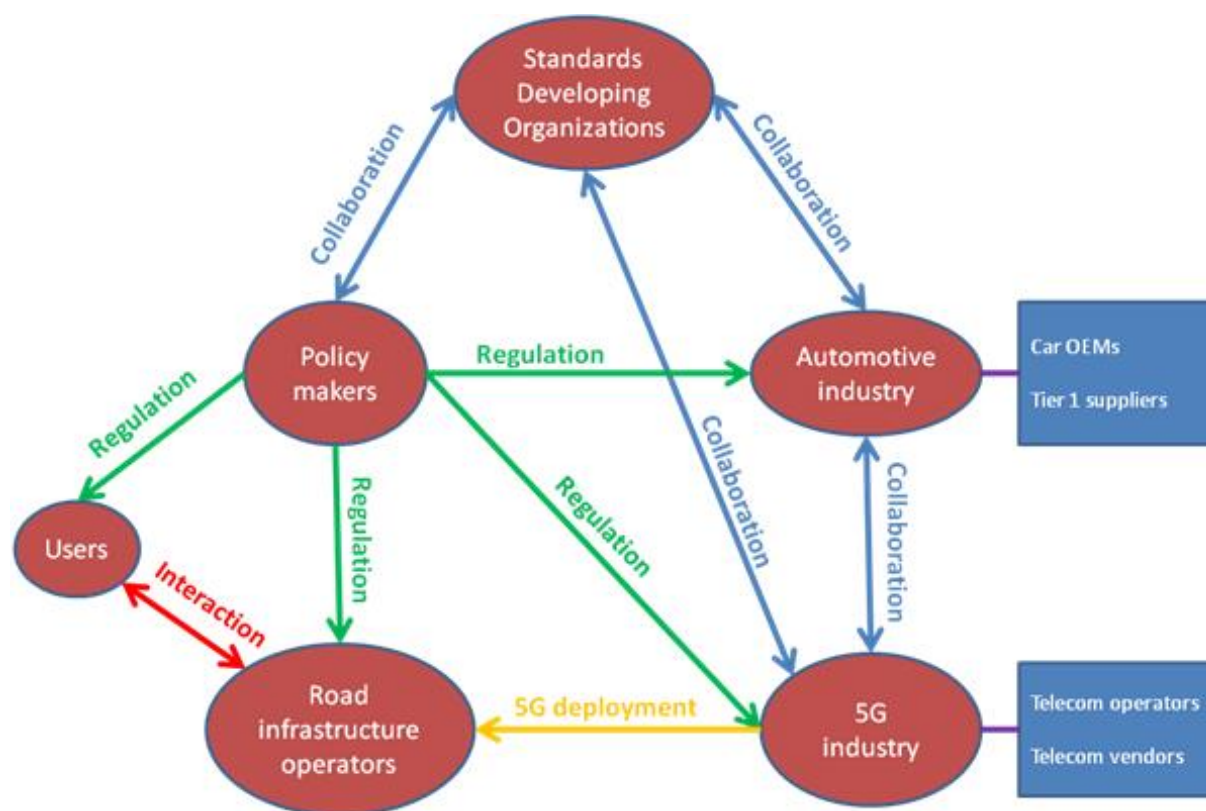 Standards
Developing
Organizations
Collaboration
Collaboration
Policy
makers
Regulation
Automotive
industry
Car OEMs
Tier 1 suppliers
Regulation
Regulation
Regulation
Collaboration
Collaboration
Users
Interaction
Road
infrastructure
operators
5G deployment
5G
industry
Telecom operators
Telecom vendors